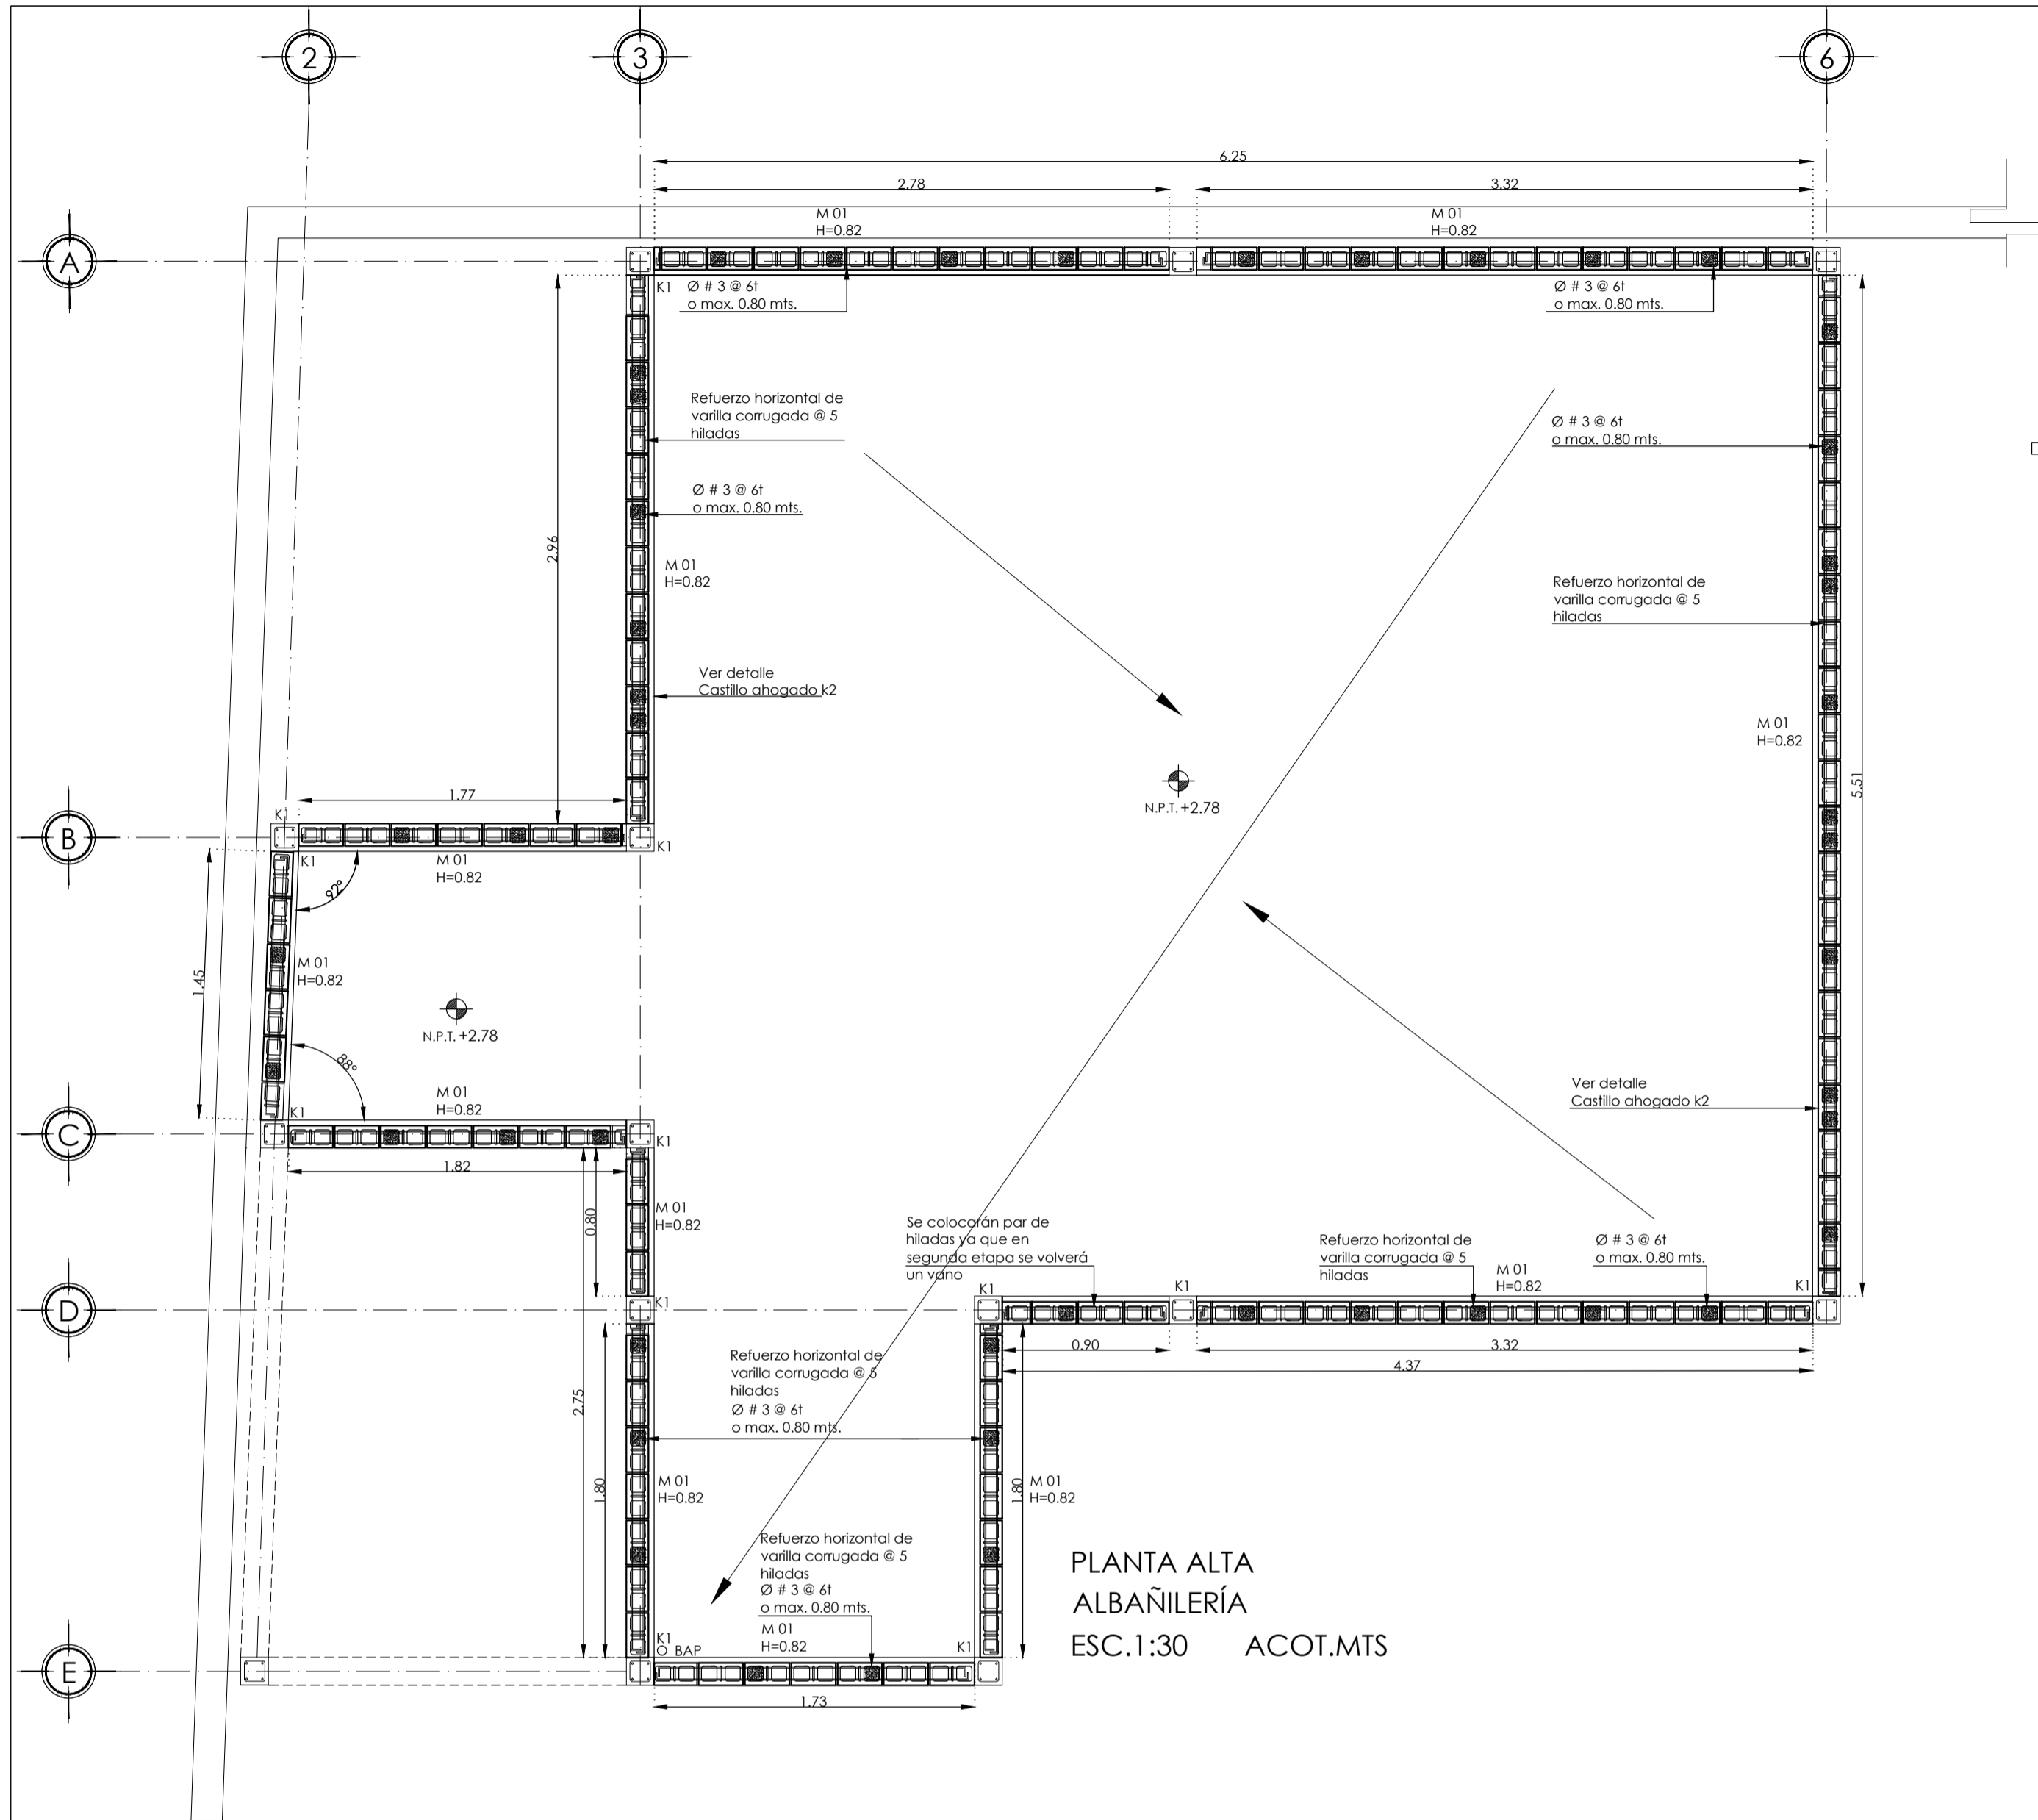 2
3
6
6.25
2.78
3.32
M 01
H=0.82
M 01
H=0.82
A
K1
Ø # 3 @ 6t
o max. 0.80 mts.
Ø # 3 @ 6t
o max. 0.80 mts.
Refuerzo horizontal de
varilla corrugada @ 5
hiladas
Ø # 3 @ 6t
o max. 0.80 mts.
Ø # 3 @ 6t
o max. 0.80 mts.
2.96
M 01
H=0.82
Refuerzo horizontal de
varilla corrugada @ 5
hiladas
Ver detalle
Castillo ahogado k2
M 01
H=0.82
5.51
1.77
N.P.T. +2.78
K1
B
K1
K1
M 01
H=0.82
92°
1.45
M 01
H=0.82
N.P.T. +2.78
88°
M 01
H=0.82
K1
Ver detalle
Castillo ahogado k2
C
K1
1.82
0.80
M 01
H=0.82
Se colocarán par de
hiladas ya que en
segunda etapa se volverá
un vano
Refuerzo horizontal de
varilla corrugada @ 5
hiladas
Ø # 3 @ 6t
o max. 0.80 mts.
M 01
H=0.82
K1
K1
K1
K1
D
0.90
3.32
4.37
Refuerzo horizontal de
varilla corrugada @ 5
hiladas
Ø # 3 @ 6t
o max. 0.80 mts.
2.75
1.80
M 01
H=0.82
1.80
M 01
H=0.82
Refuerzo horizontal de
varilla corrugada @ 5
hiladas
Ø # 3 @ 6t
o max. 0.80 mts.
M 01
H=0.82
K1
BAP
K1
E
1.73
PLANTA ALTA
ALBAÑILERÍA
ESC.1:30 ACOT.MTS